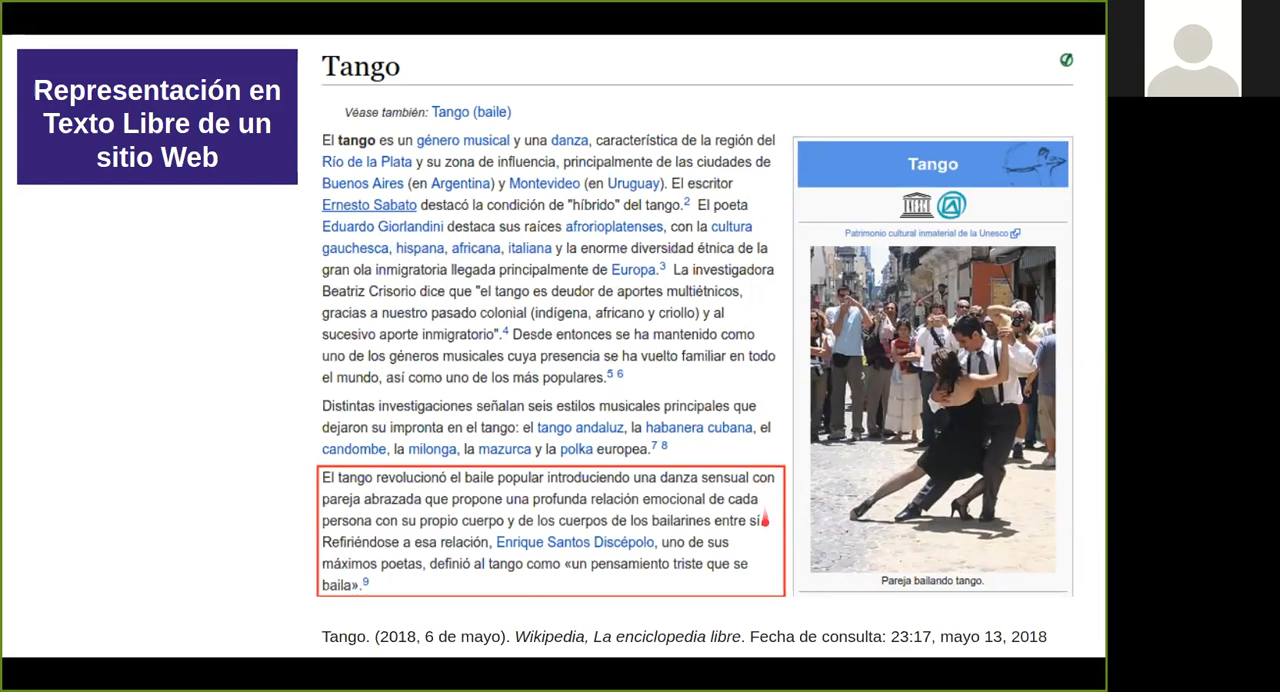 Representación en
Texto Libre de un
sitio Web
Tango
Véase también: Tango (baile)
El tango es un género musical y una danza, característica de la región del
Río de la Plata y su zona de influencia, principalmente de las ciudades de
Buenos Aires (en Argentina) y Montevideo (en Uruguay). El escritor
Ernesto Sabato destacó la condición de "híbrido" del tango.2 El poeta
Eduardo Giorlandini destaca sus raíces afrorioplatenses, con la cultura
gauchesca, hispana, africana, italiana y la enorme diversidad étnica de la
gran ola inmigratoria llegada principalmente de Europa.3 La investigadora
Beatriz Crisorio dice que "el tango es deudor de aportes multiétnicos,
gracias a nuestro pasado colonial (indígena, africano y criollo) y al
sucesivo aporte inmigratorio".4 Desde entonces se ha mantenido como
uno de los géneros musicales cuya presencia se ha vuelto familiar en todo
el mundo, así como uno de los más populares.5 6
Distintas investigaciones señalan seis estilos musicales principales que
dejaron su impronta en el tango: el tango andaluz, la habanera cubana, el
candombe, la milonga, la mazurca y la polka europea.7 8
El tango revolucionó el baile popular introduciendo una danza sensual con
pareja abrazada que propone una profunda relación emocional de cada
persona con su propio cuerpo y de los cuerpos de los bailarines entre sí
Refiriéndose a esa relación, Enrique Santos Discépolo, uno de sus
máximos poetas, definió al tango como «un pensamiento triste que se
baila».9
Tango
Patrimonio cultural inmaterial de la Unesco
Pareja bailando tango.
Tango. (2018, 6 de mayo). Wikipedia, La enciclopedia libre. Fecha de consulta: 23:17, mayo 13, 2018